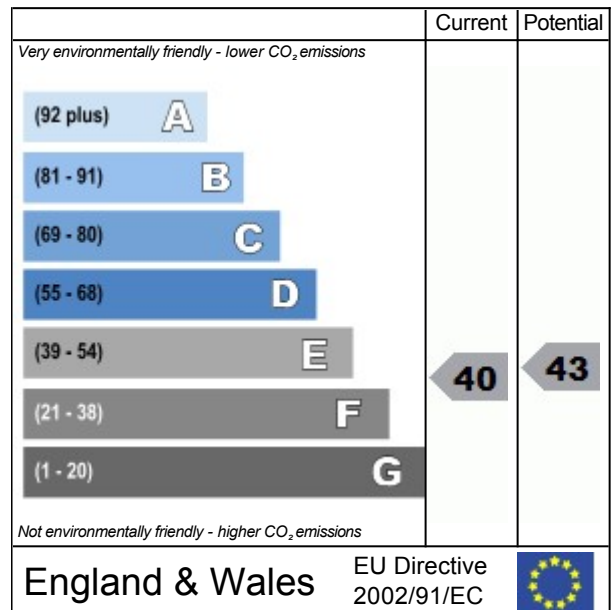 Current Potential
Very environmentally friendly - lower CO₂ emissions
(92 plus) A
(81 - 91) B
(69 - 80) C
(55 - 68) D
(39 - 54) E
40 43
(21 - 38) F
(1 - 20) G
Not environmentally friendly - higher CO₂ emissions
England & Wales
EU Directive
2002/91/EC